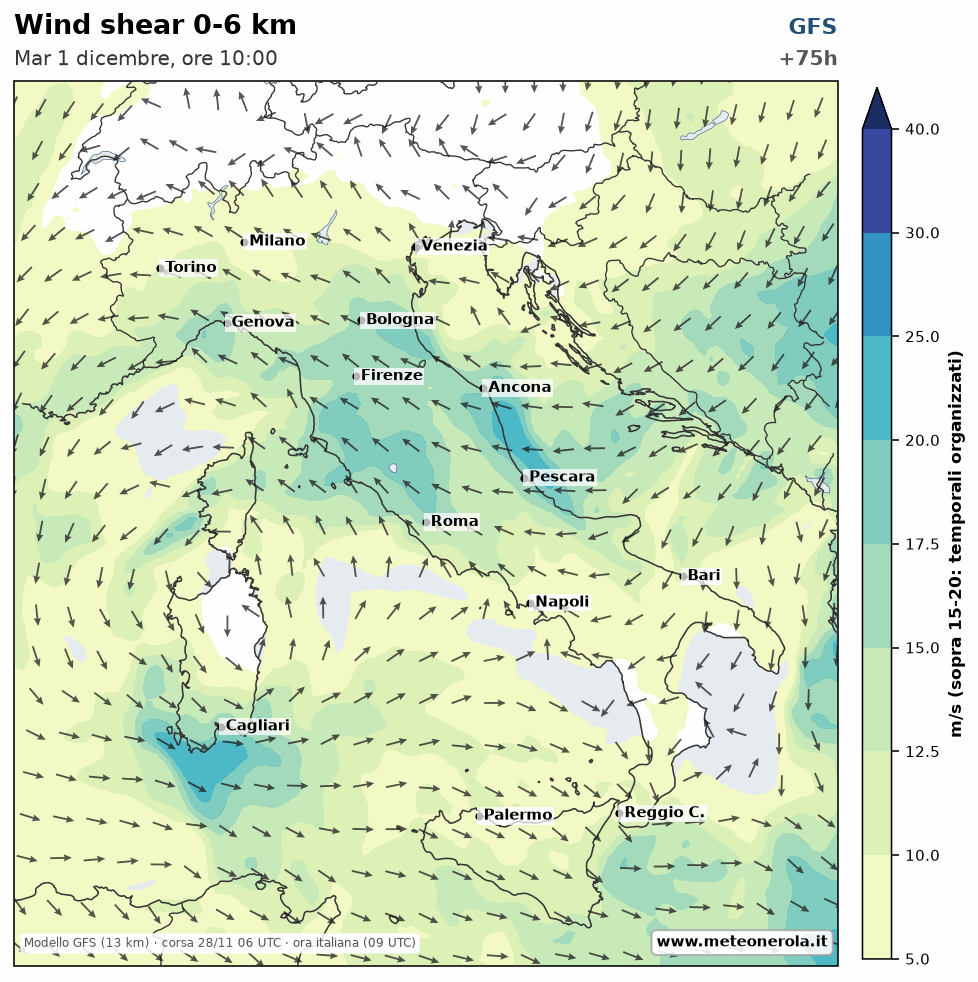 Wind shear 0-6 km
GFS
Mar 1 dicembre, ore 10:00
+75h
Milano
Venezia
Torino
Genova
Bologna
Firenze
Ancona
Pescara
Roma
Bari
Napoli
Cagliari
Palermo
Reggio C.
40.0
30.0
25.0
20.0
17.5
15.0
12.5
10.0
5.0
m/s (sopra 15-20: temporali organizzati)
Modello GFS (13 km) · corsa 28/11 06 UTC · ora italiana (09 UTC)
www.meteonerola.it